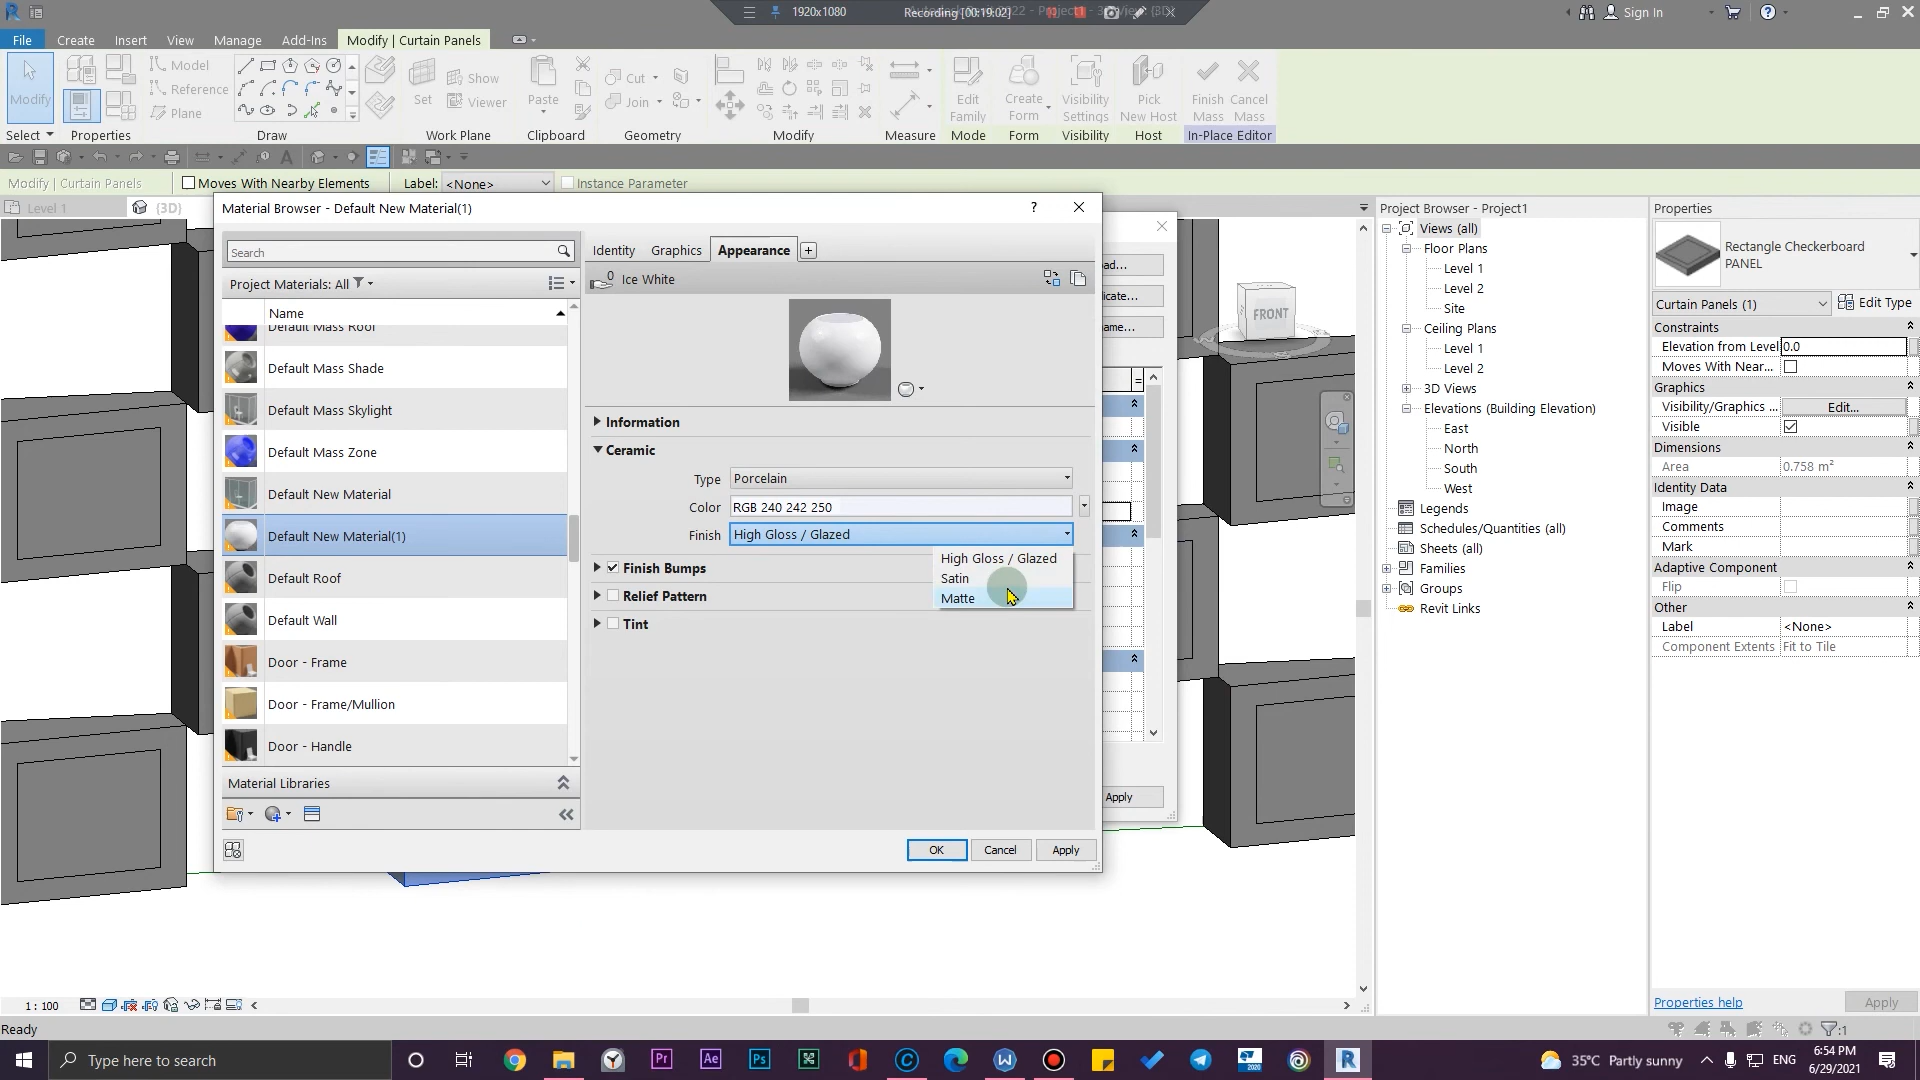 1920x1080
Recording [00:19:02]
Sign In
File
Create
Insert
View
Manage
Add-Ins
Modify | Curtain Panels
Modify
Model
Reference
Plane
Set
Show
Viewer
Paste
Cut
Join
Edit
Family
Create
Form
Visibility
Settings
Pick
New Host
Finish
Mass
Cancel
Mass
Select
Properties
Draw
Work Plane
Clipboard
Geometry
Modify
Measure
Mode
Form
Visibility
Host
In-Place Editor
Modify | Curtain Panels
Moves With Nearby Elements
Label:
<None>
Instance Parameter
Level 1
{3D}
Material Browser - Default New Material(1)
?
Search
Project Materials: All
Name
Default Mass Roof
Default Mass Shade
Default Mass Skylight
Default Mass Zone
Default New Material
Default New Material(1)
Default Roof
Default Wall
Door - Frame
Door - Frame/Mullion
Door - Handle
Material Libraries
Identity
Graphics
Appearance
0
Ice White
Information
Ceramic
Type
Porcelain
Color
RGB 240 242 250
Finish
High Gloss / Glazed
High Gloss / Glazed
Satin
Matte
Finish Bumps
Relief Pattern
Tint
OK
Cancel
Apply
Apply
=
FRONT
Project Browser - Project1
Views (all)
Floor Plans
Level 1
Level 2
Site
Ceiling Plans
Level 1
Level 2
3D Views
Elevations (Building Elevation)
East
North
South
West
Legends
Schedules/Quantities (all)
Sheets (all)
Families
Groups
Revit Links
Properties
Rectangle Checkerboard
PANEL
Curtain Panels (1)
Edit Type
Constraints
Elevation from Level
0.0
Moves With Near...
Graphics
Visibility/Graphics ...
Edit...
Visible
Dimensions
Area
0.758 m²
Identity Data
Image
Comments
Mark
Adaptive Component
Flip
Other
Label
<None>
Component Extents
Fit to Tile
Properties help
Apply
1 : 100
Ready
:1
Type here to search
35°C Partly sunny
ENG
6:54 PM
6/29/2021